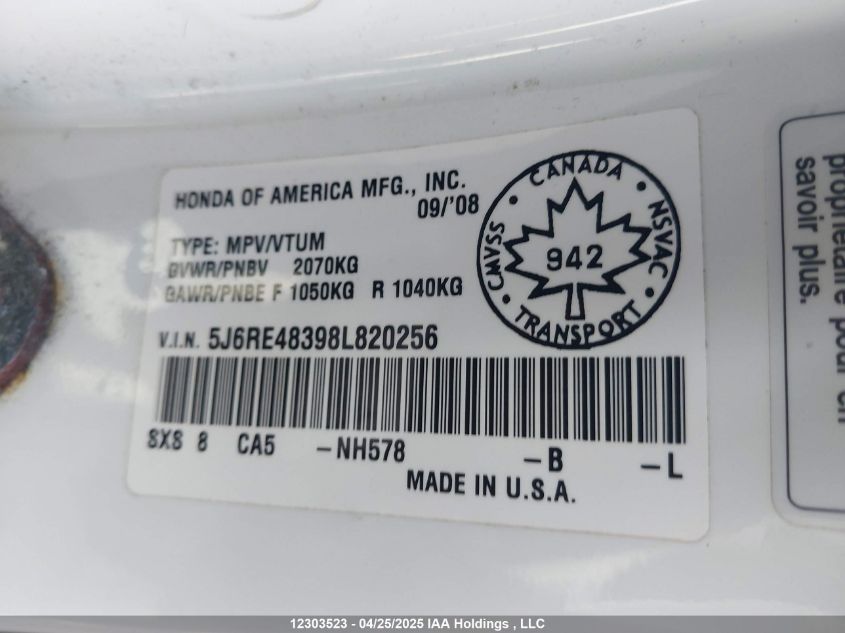 HONDA OF AMERICA MFG., INC.
09/'08
TYPE: MPV/VTUM
GVWR/PNBV 2070KG
GAWR/PNBE F 1050KG R 1040KG
V.I.N. 5J6RE48398L820256
SXS 8 CA5 -NH578 -B -L
MADE IN U.S.A.
CANADA • NSVAC • TRANSPORT • CMVSS •
942
propriétaire pour en
savoir plus.
12303523 - 04/25/2025 IAA Holdings , LLC